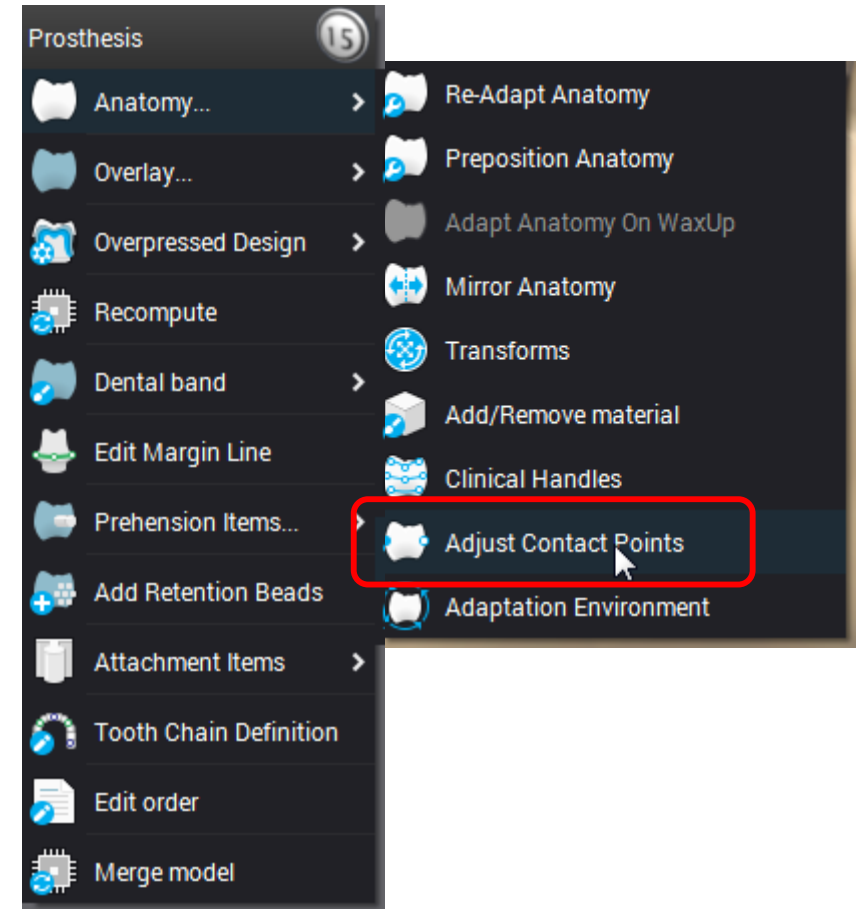 Prosthesis
15
Anatomy...
Overlay...
Overpressed Design
Recompute
Dental band
Edit Margin Line
Prehension Items...
Add Retention Beads
Attachment Items
Tooth Chain Definition
Edit order
Merge model
Re-Adapt Anatomy
Preposition Anatomy
Adapt Anatomy On WaxUp
Mirror Anatomy
Transforms
Add/Remove material
Clinical Handles
Adjust Contact Points
Adaptation Environment